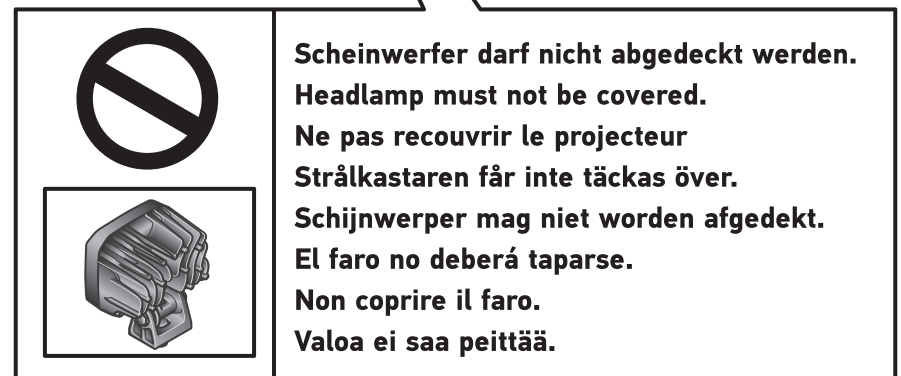 Scheinwerfer darf nicht abgedeckt werden.
Headlamp must not be covered.
Ne pas recouvrir le projecteur
Strålkastaren får inte täckas över.
Schijnwerper mag niet worden afgedekt.
El faro no deberá taparse.
Non coprire il faro.
Valoa ei saa peittää.